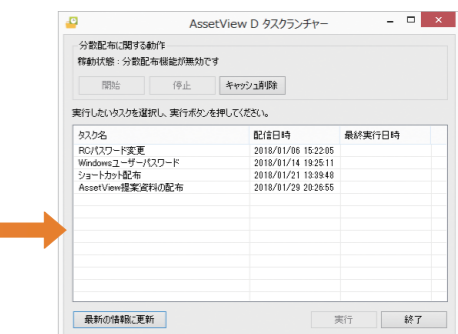 AssetView D タスクランチャー
分散配布に関する動作
稼動状態：分散配布機能が無効です
開始 停止 キャッシュ削除
実行したいタスクを選択し、実行ボタンを押してください。
タスク名 配信日時 最終実行日時
RCパスワード変更 2018/01/06 15:22:05
Windowsユーザーパスワード 2018/01/14 19:25:11
ショートカット配布 2018/01/21 13:39:48
AssetView提案資料の配布 2018/01/29 20:26:55
最新の情報に更新 実行 終了